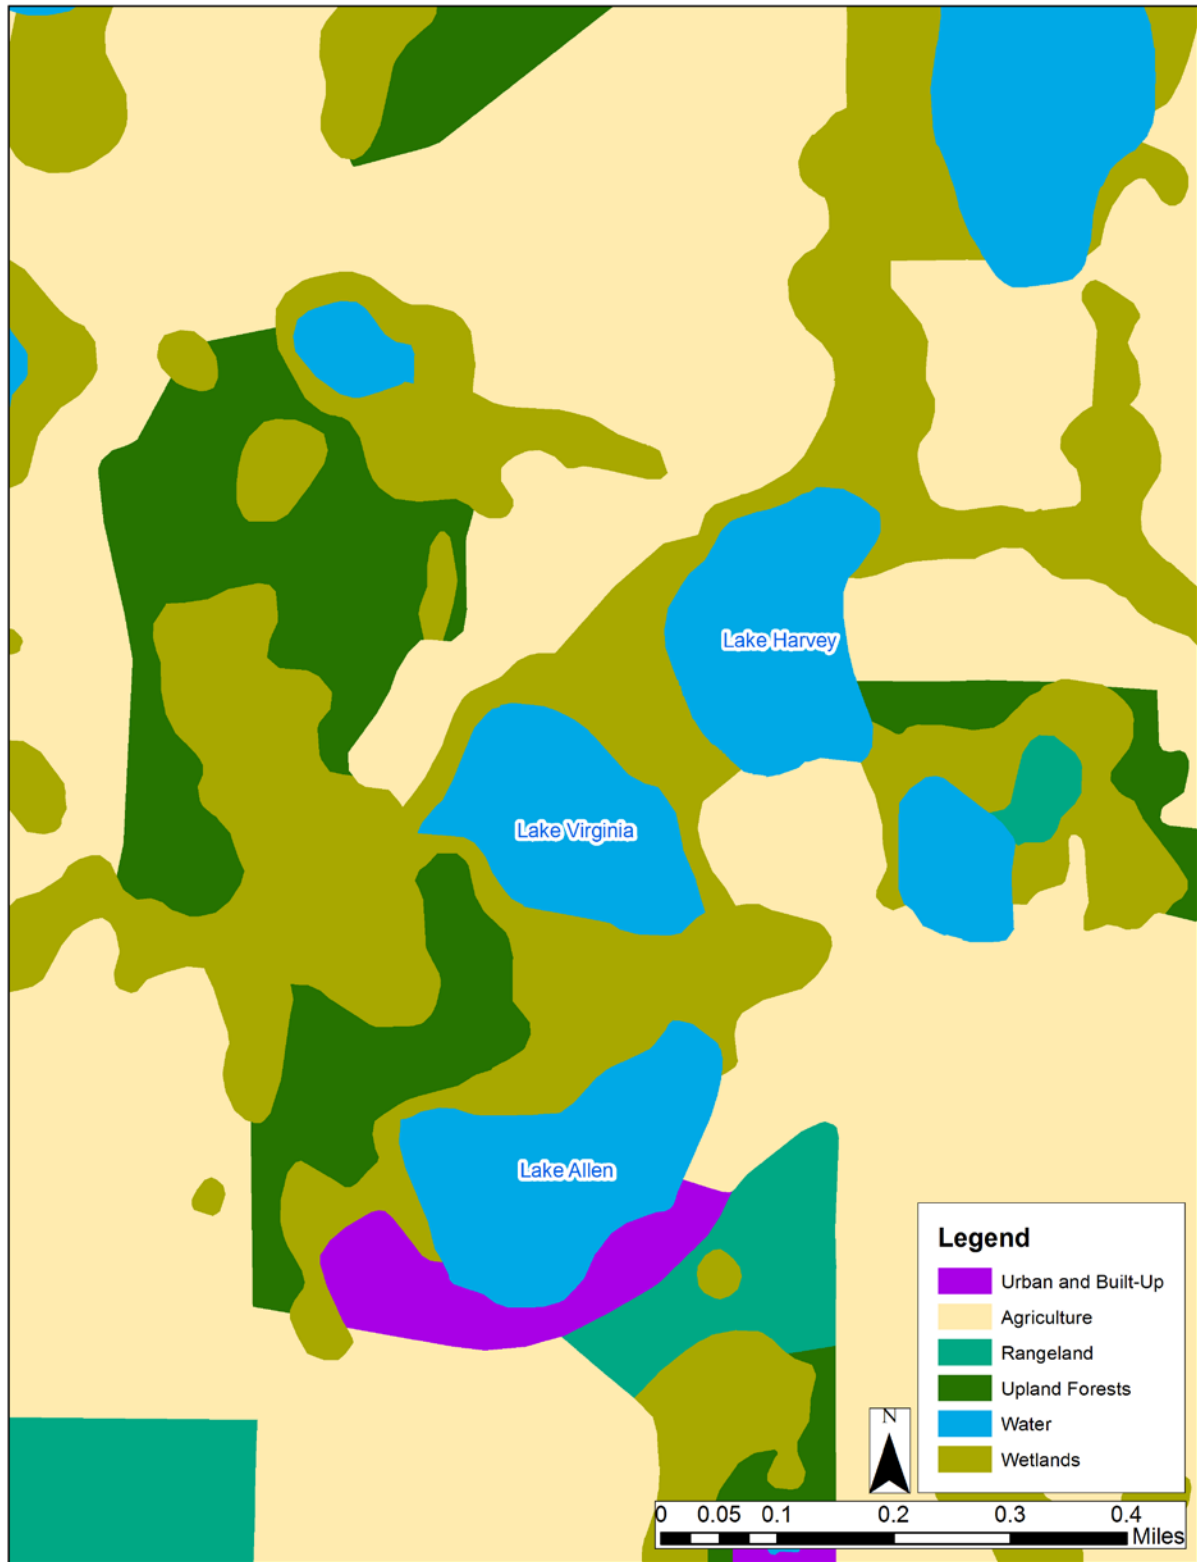 Lake Harvey
Lake Virginia
Lake Allen
Legend
Urban and Built-Up
Agriculture
Rangeland
Upland Forests
Water
Wetlands
N
0 0.05 0.1 0.2 0.3 0.4
Miles